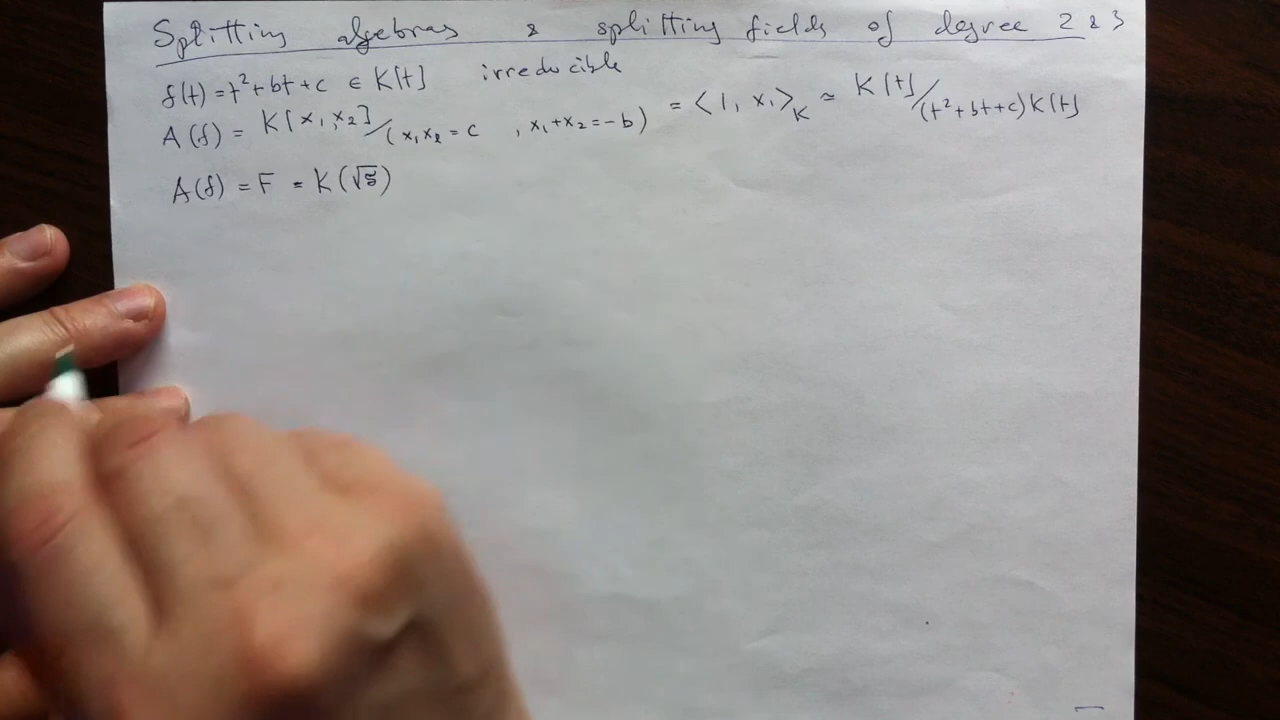 Splitting algebras & splitting fields of degree 2 & 3
f(t) = t² + bt + c ∈ K[t] irreducible
A(f) = K[x₁, x₂]/(x₁x₂ = c , x₁+x₂ = -b) = ⟨1, x₁⟩_K ≃ K[t]/(t²+bt+c)K[t]
A(f) = F = K(√)